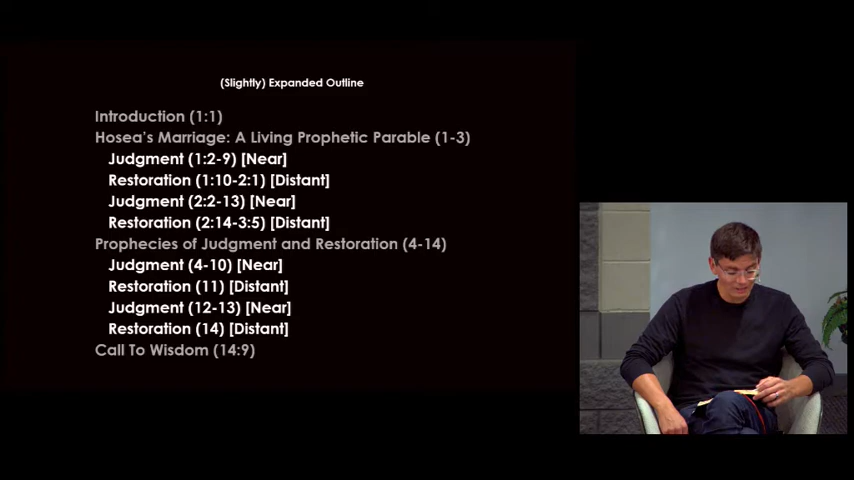 (Slightly) Expanded Outline
Introduction (1:1)
Hosea's Marriage: A Living Prophetic Parable (1-3)
Judgment (1:2-9) [Near]
Restoration (1:10-2:1) [Distant]
Judgment (2:2-13) [Near]
Restoration (2:14-3:5) [Distant]
Prophecies of Judgment and Restoration (4-14)
Judgment (4-10) [Near]
Restoration (11) [Distant]
Judgment (12-13) [Near]
Restoration (14) [Distant]
Call To Wisdom (14:9)